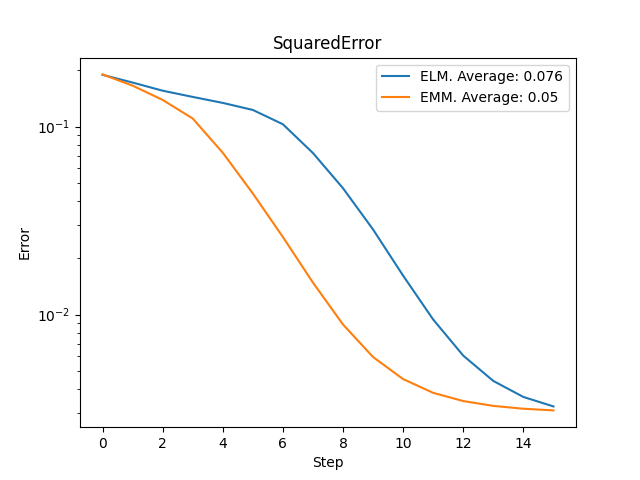 SquaredError
ELM. Average: 0.076
EMM. Average: 0.05
10⁻¹
10⁻²
Error
0 2 4 6 8 10 12 14
Step